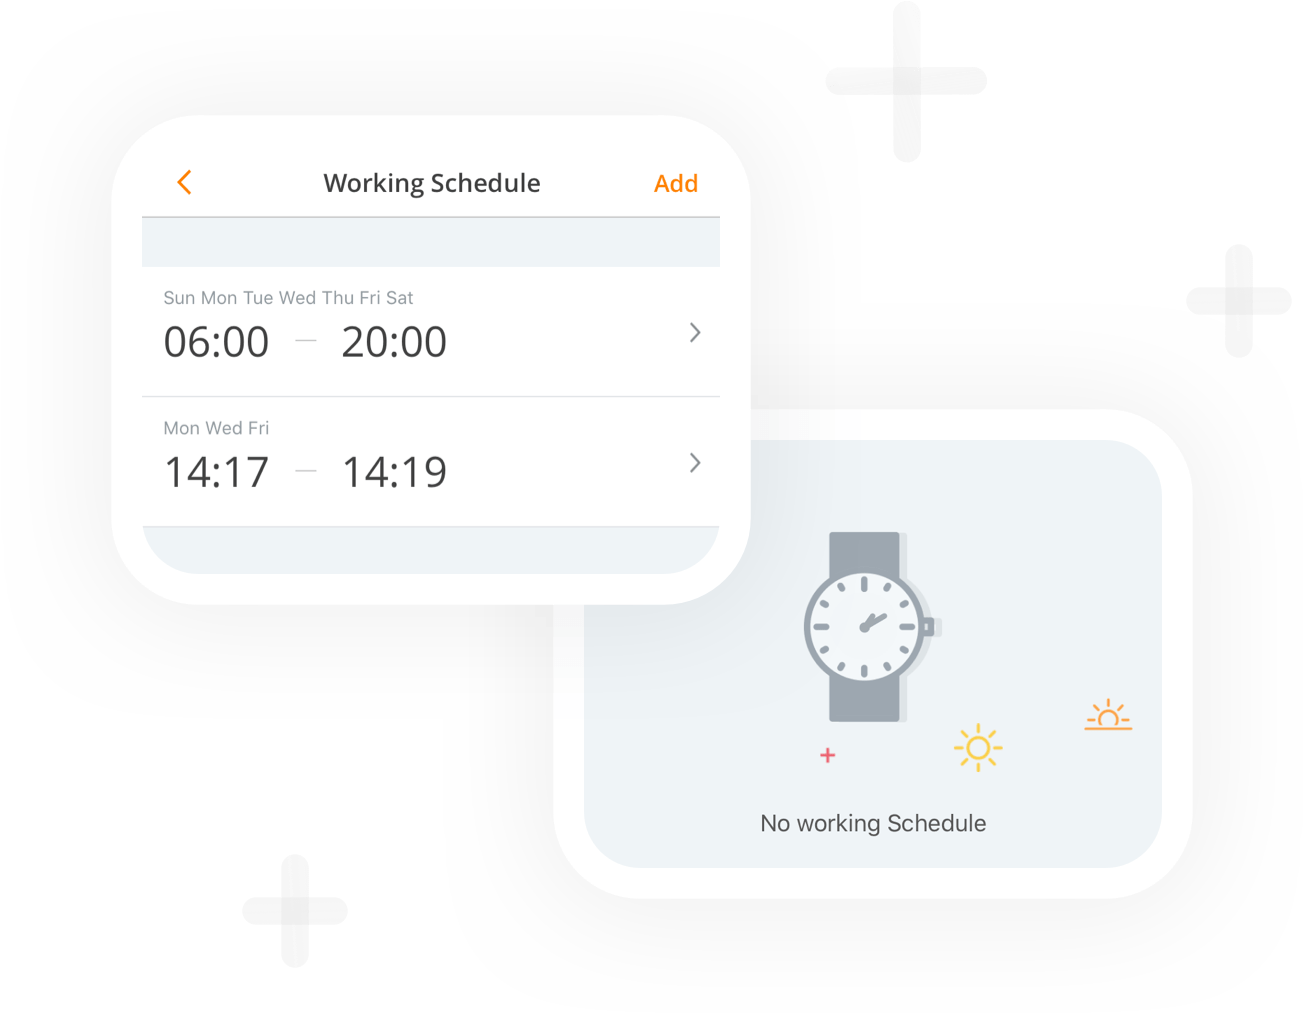 Working Schedule Add
Sun Mon Tue Wed Thu Fri Sat
06:00 — 20:00
Mon Wed Fri
14:17 — 14:19
No working Schedule